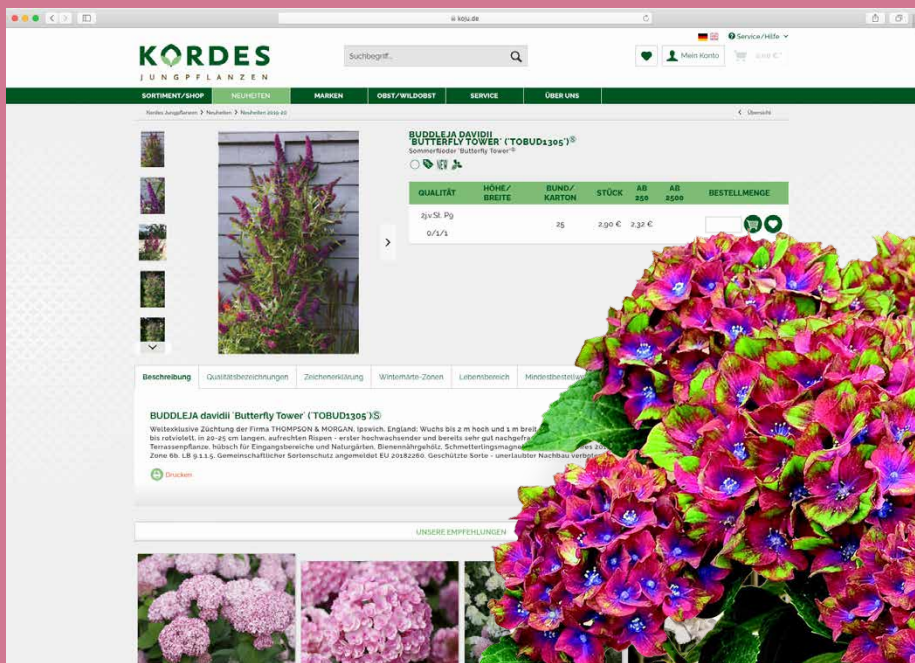 koju.de
Service/Hilfe
KORDES
JUNGPFLANZEN
Suchbegriff...
Mein Konto
SORTIMENT/SHOP NEUHEITEN MARKEN OBST/WILDOBST SERVICE ÜBER UNS
Kordes Jungpflanzen > Neuheiten > Neuheiten 2019-20 Übersicht
BUDDLEJA DAVIDII
'BUTTERFLY TOWER' ('TOBUD1305')Ⓢ
Sommerflieder 'Butterfly Tower'Ⓢ
QUALITÄT HÖHE/BREITE BUND/KARTON STÜCK AB 250 AB 2500 BESTELLMENGE
2j.v.St. P9
0/1/1 25 2,90 € 2,32 €
Beschreibung Qualitätsbezeichnungen Zeichenerklärung Winterhärte-Zonen Lebensbereich
BUDDLEJA davidii 'Butterfly Tower' ('TOBUD1305')Ⓢ
Weltexklusive Züchtung der Firma THOMPSON & MORGAN, Ipswich, England: Wuchs bis 2 m hoch und 1 m breit
bis rotviolett, in 20-25 cm langen, aufrechten Rispen - erster hochwachsender und bereits sehr gut
Terrassenpflanze, hübsch für Eingangsbereiche und Naturgärten, Bienennährgehölz,
Zone 6b. LB 9.1.1.5. Gemeinschaftlicher Sortenschutz angemeldet EU 20182260. Geschützte Sorte - unerlaubter Nachbau
Drucken
UNSERE EMPFEHLUNGEN